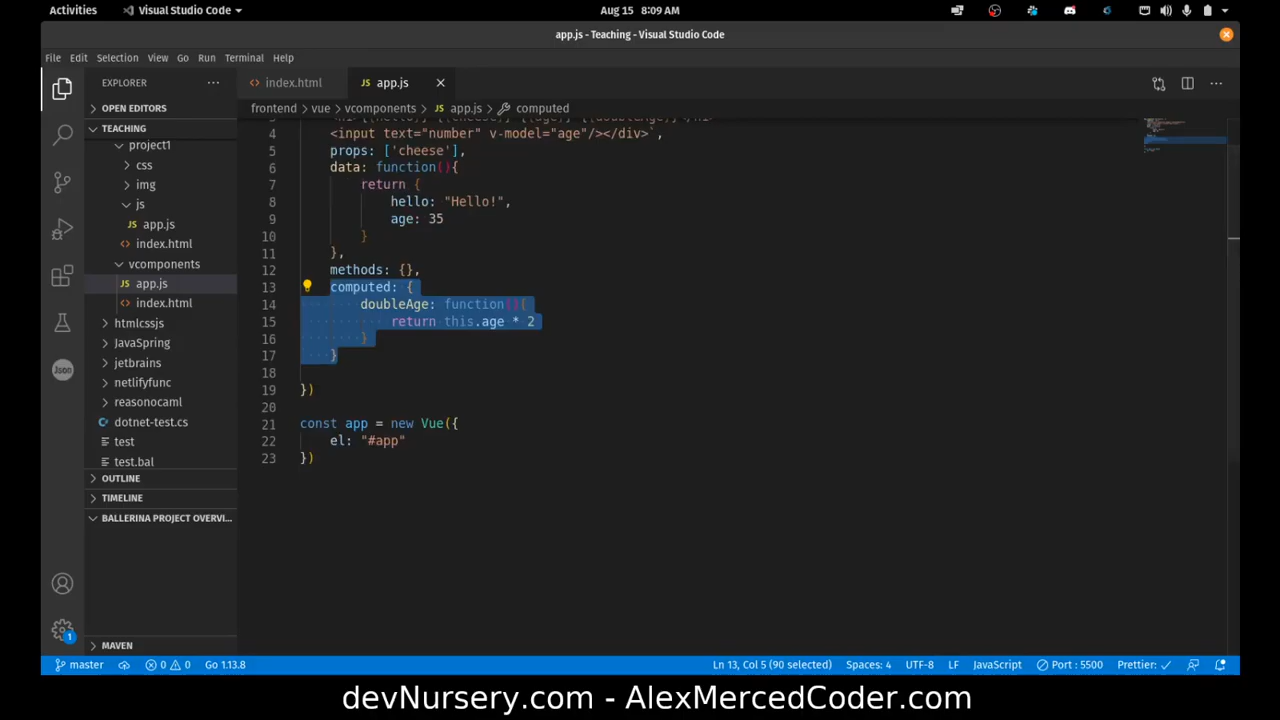 Activities
Visual Studio Code
Aug 15 8:09 AM
app.js - Teaching - Visual Studio Code
File Edit Selection View Go Run Terminal Help
EXPLORER
index.html
JS app.js
OPEN EDITORS
frontend > vue > vcomponents > JS app.js > computed
TEACHING
project1
css
img
js
JS app.js
index.html
vcomponents
JS app.js
index.html
htmlcssjs
JavaSpring
jetbrains
netlifyfunc
reasonocaml
dotnet-test.cs
test
test.bal
OUTLINE
TIMELINE
BALLERINA PROJECT OVERVI...
MAVEN
Json
1
4 <input text="number" v-model="age"/></div>`,
5 props: ['cheese'],
6 data: function(){
7 return {
8 hello: "Hello!",
9 age: 35
10 }
11 },
12 methods: {},
13 computed: {
14 doubleAge: function(){
15 return this.age * 2
16 }
17 }
18
19 })
20
21 const app = new Vue({
22 el: "#app"
23 })
master 0 0 Go 1.13.8 Ln 13, Col 5 (90 selected) Spaces: 4 UTF-8 LF JavaScript Port : 5500 Prettier: ✓
devNursery.com - AlexMercedCoder.com